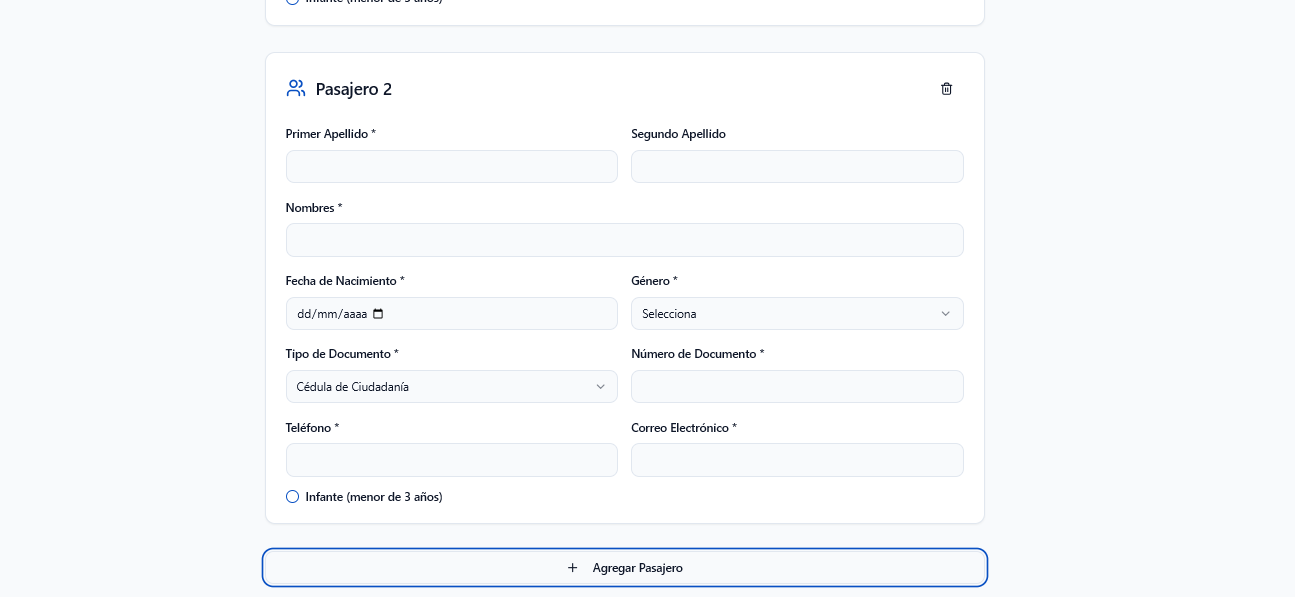 Infante (menor de 3 años)
Pasajero 2
Primer Apellido *
Segundo Apellido
Nombres *
Fecha de Nacimiento *
Género *
dd/mm/aaaa
Selecciona
Tipo de Documento *
Número de Documento *
Cédula de Ciudadanía
Teléfono *
Correo Electrónico *
Infante (menor de 3 años)
+ Agregar Pasajero